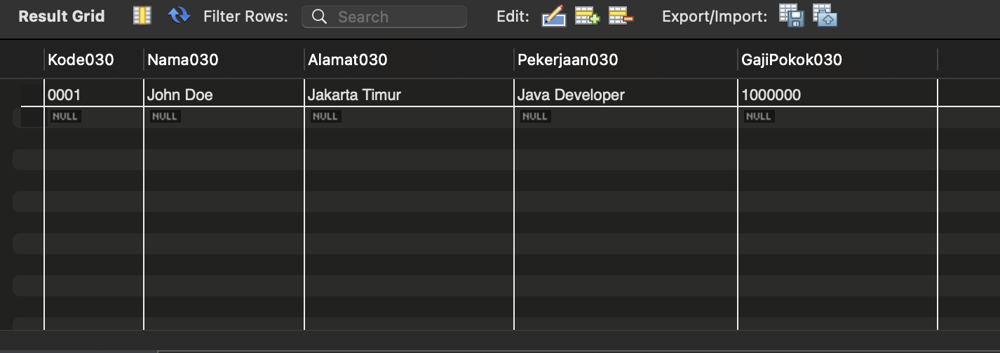 Result Grid Filter Rows: Search Edit: Export/Import:
Kode030 Nama030 Alamat030 Pekerjaan030 GajiPokok030
0001 John Doe Jakarta Timur Java Developer 1000000
NULL NULL NULL NULL NULL